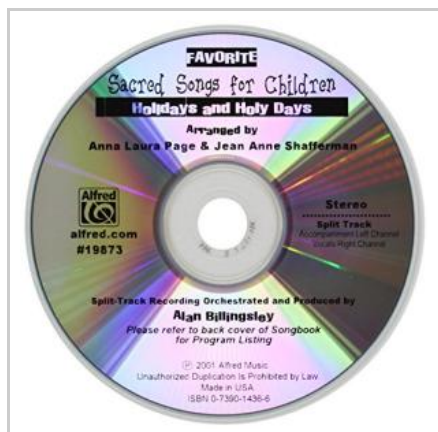 FAVORITE
Sacred Songs for Children
Holidays and Holy Days
Arranged by
Anna Laura Page & Jean Anne Shafferman
Alfred
alfred.com
#19873
Stereo
Split Track
Accompaniment Left Channel
Vocals Right Channel
Split-Track Recording Orchestrated and Produced by
Alan Billingsley
Please refer to back cover of Songbook
for Program Listing
℗ 2001 Alfred Music
Unauthorized Duplication Is Prohibited by Law
Made in USA
ISBN 0-7390-1436-6